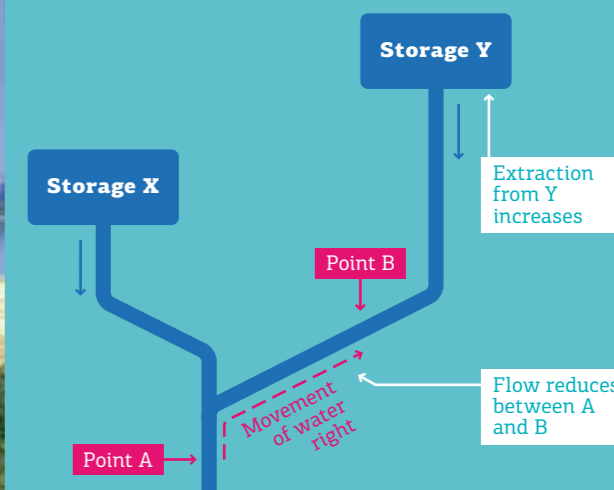 Storage Y
Storage X
Extraction
from Y
increases
Point B
Flow reduces
between A
and B
Movement
of water
right
Point A